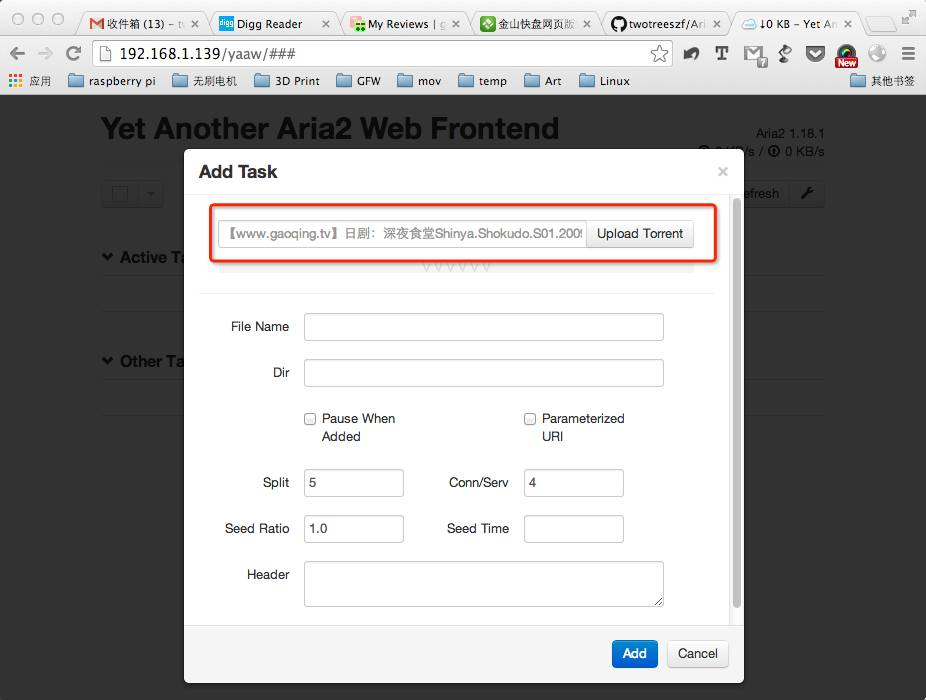 收件箱 (13) – tv
Digg Reader
My Reviews | g
金山快盘网页版
twotreeszf/Ari
↓0 KB – Yet An
192.168.1.139/yaaw/###
New
应用
raspberry pi
无刷电机
3D Print
GFW
mov
temp
Art
Linux
其他书签
Yet Another Aria2 Web Frontend
Aria2 1.18.1
KB/s / 0 KB/s
Add Task
×
efresh
【www.gaoqing.tv】日剧：深夜食堂Shinya.Shokudo.S01.2009
Upload Torrent
Active Ta
File Name
Other Ta
Dir
Pause When
Added
Parameterized
URI
Split
5
Conn/Serv
4
Seed Ratio
1.0
Seed Time
Header
Add
Cancel